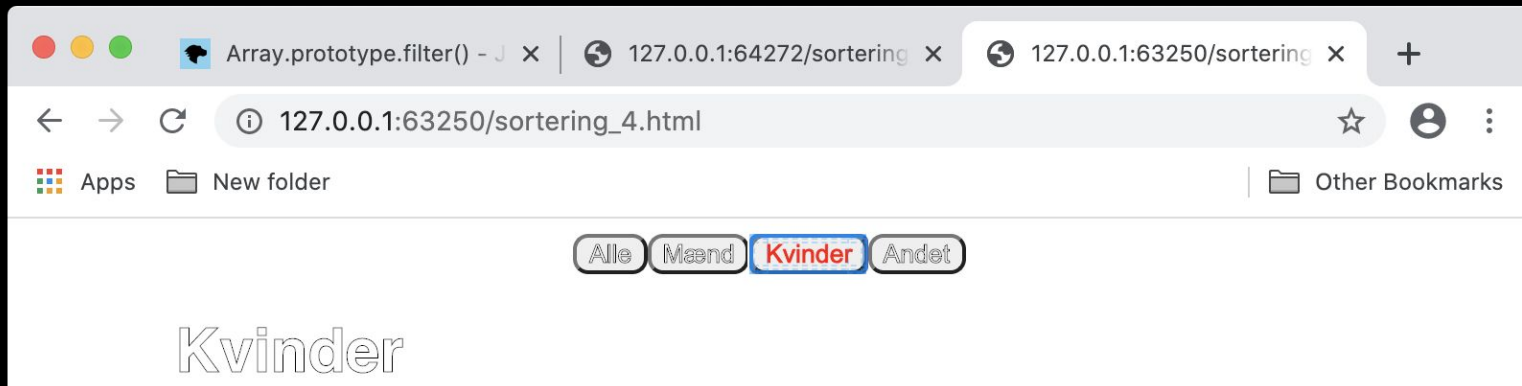 Array.prototype.filter() - J
127.0.0.1:64272/sortering
127.0.0.1:63250/sortering
127.0.0.1:63250/sortering_4.html
Apps New folder Other Bookmarks
Alle Mænd Kvinder Andet
Kvinder